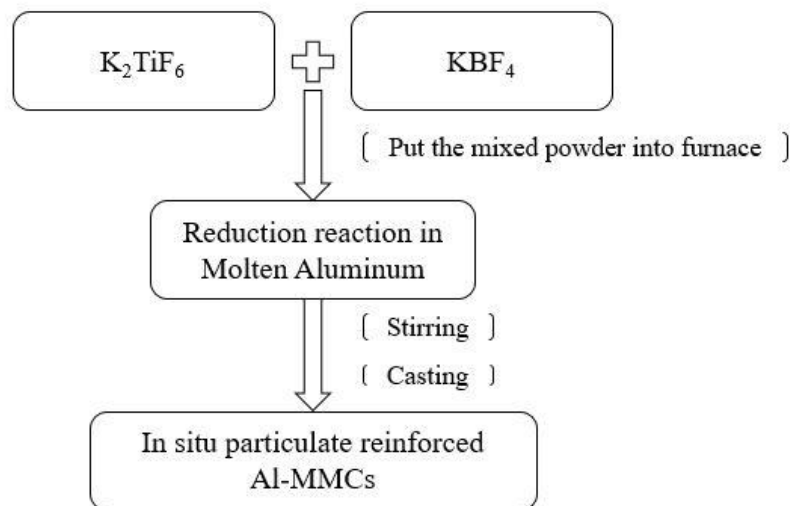 K₂TiF₆
KBF₄
〔 Put the mixed powder into furnace 〕
Reduction reaction in
Molten Aluminum
〔 Stirring 〕
〔 Casting 〕
In situ particulate reinforced
Al-MMCs